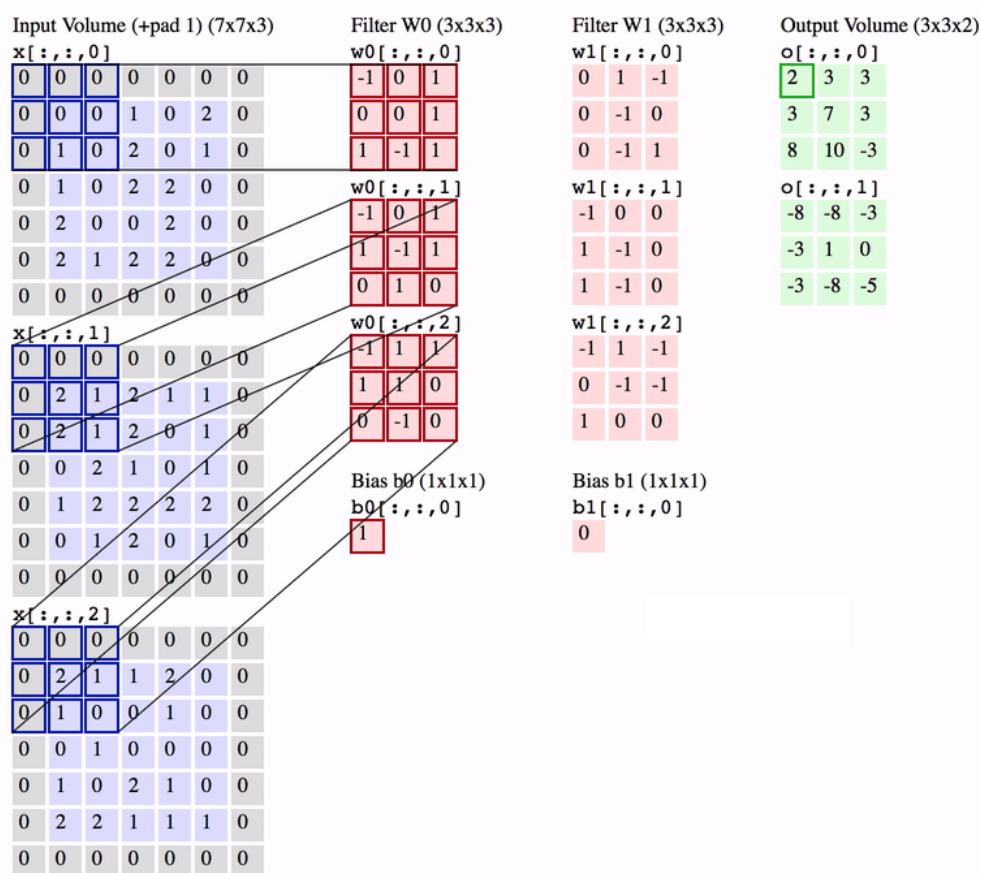 Input Volume (+pad 1) (7x7x3)
x[:,:,0]
0 0 0 0 0 0 0
0 0 0 1 0 2 0
0 1 0 2 0 1 0
0 1 0 2 2 0 0
0 2 0 0 2 0 0
0 2 1 2 2 0 0
0 0 0 0 0 0 0
x[:,:,1]
0 0 0 0 0 0 0
0 2 1 2 1 1 0
0 2 1 2 0 1 0
0 0 2 1 0 1 0
0 1 2 2 2 2 0
0 0 1 2 0 1 0
0 0 0 0 0 0 0
x[:,:,2]
0 0 0 0 0 0 0
0 2 1 1 2 0 0
0 1 0 0 1 0 0
0 0 1 0 0 0 0
0 1 0 2 1 0 0
0 2 2 1 1 1 0
0 0 0 0 0 0 0
Filter W0 (3x3x3)
w0[:,:,0]
-1 0 1
0 0 1
1 -1 1
w0[:,:,1]
-1 0 1
1 -1 1
0 1 0
w0[:,:,2]
-1 1 1
1 1 0
0 -1 0
Bias b0 (1x1x1)
b0[:,:,0]
1
Filter W1 (3x3x3)
w1[:,:,0]
0 1 -1
0 -1 0
0 -1 1
w1[:,:,1]
-1 0 0
1 -1 0
1 -1 0
w1[:,:,2]
-1 1 -1
0 -1 -1
1 0 0
Bias b1 (1x1x1)
b1[:,:,0]
0
Output Volume (3x3x2)
o[:,:,0]
2 3 3
3 7 3
8 10 -3
o[:,:,1]
-8 -8 -3
-3 1 0
-3 -8 -5